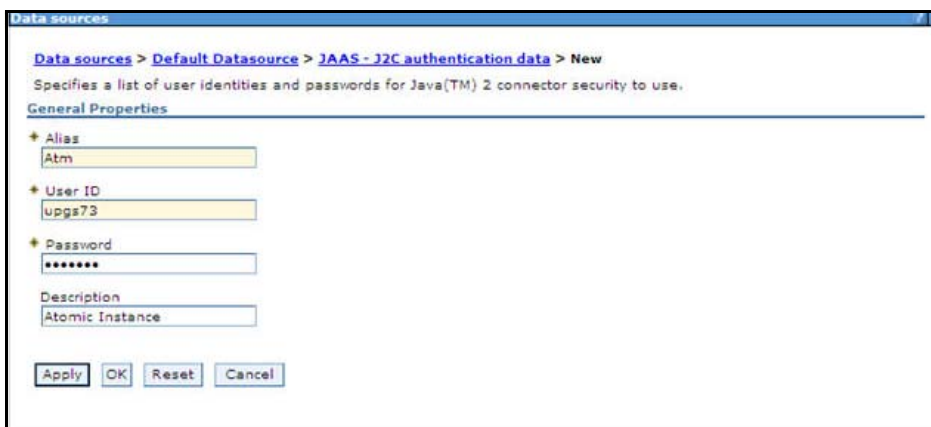 Data sources ?
Data sources > Default Datasource > JAAS - J2C authentication data > New
Specifies a list of user identities and passwords for Java(TM) 2 connector security to use.
General Properties
Alias
Atm
User ID
upgs73
Password
•••••••
Description
Atomic Instance
Apply OK Reset Cancel